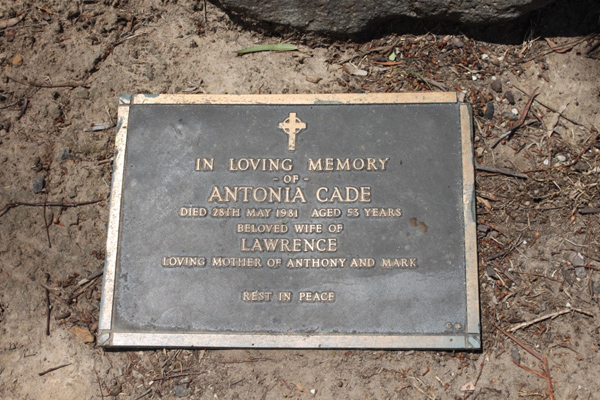 IN LOVING MEMORY
- OF -
ANTONIA CADE
DIED 28TH MAY 1981 AGED 53 YEARS
BELOVED WIFE OF
LAWRENCE
LOVING MOTHER OF ANTHONY AND MARK
REST IN PEACE